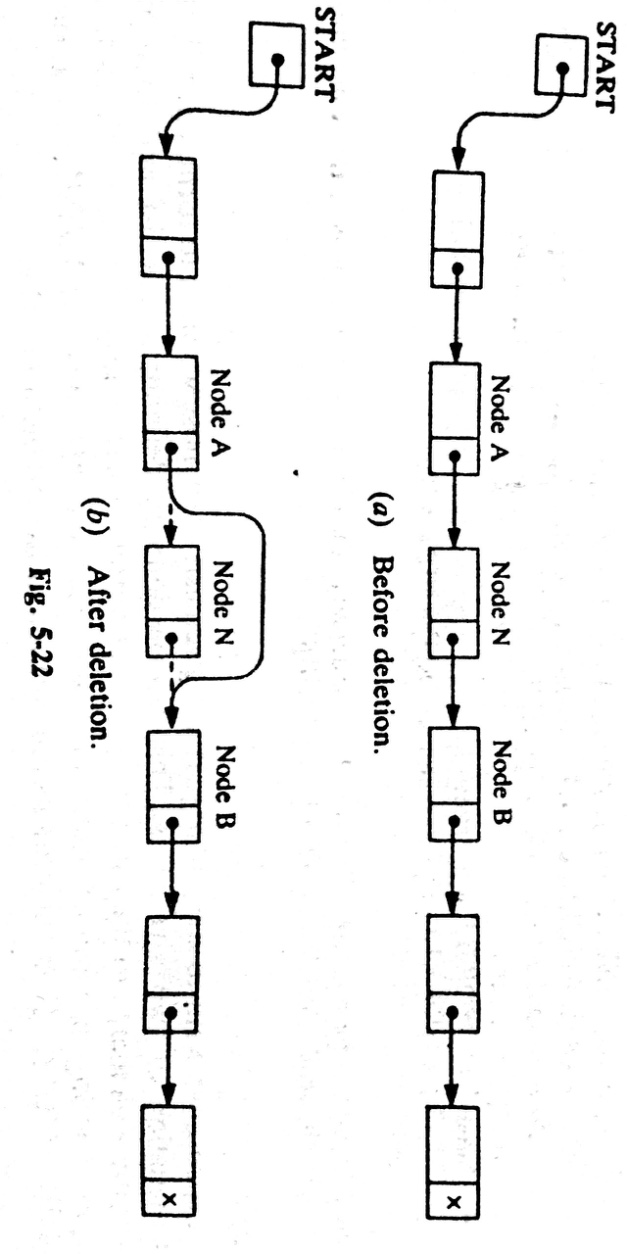 START
Node A
Node N
Node B
x
(a) Before deletion.
START
Node A
Node N
Node B
x
(b) After deletion.
Fig. 5-22